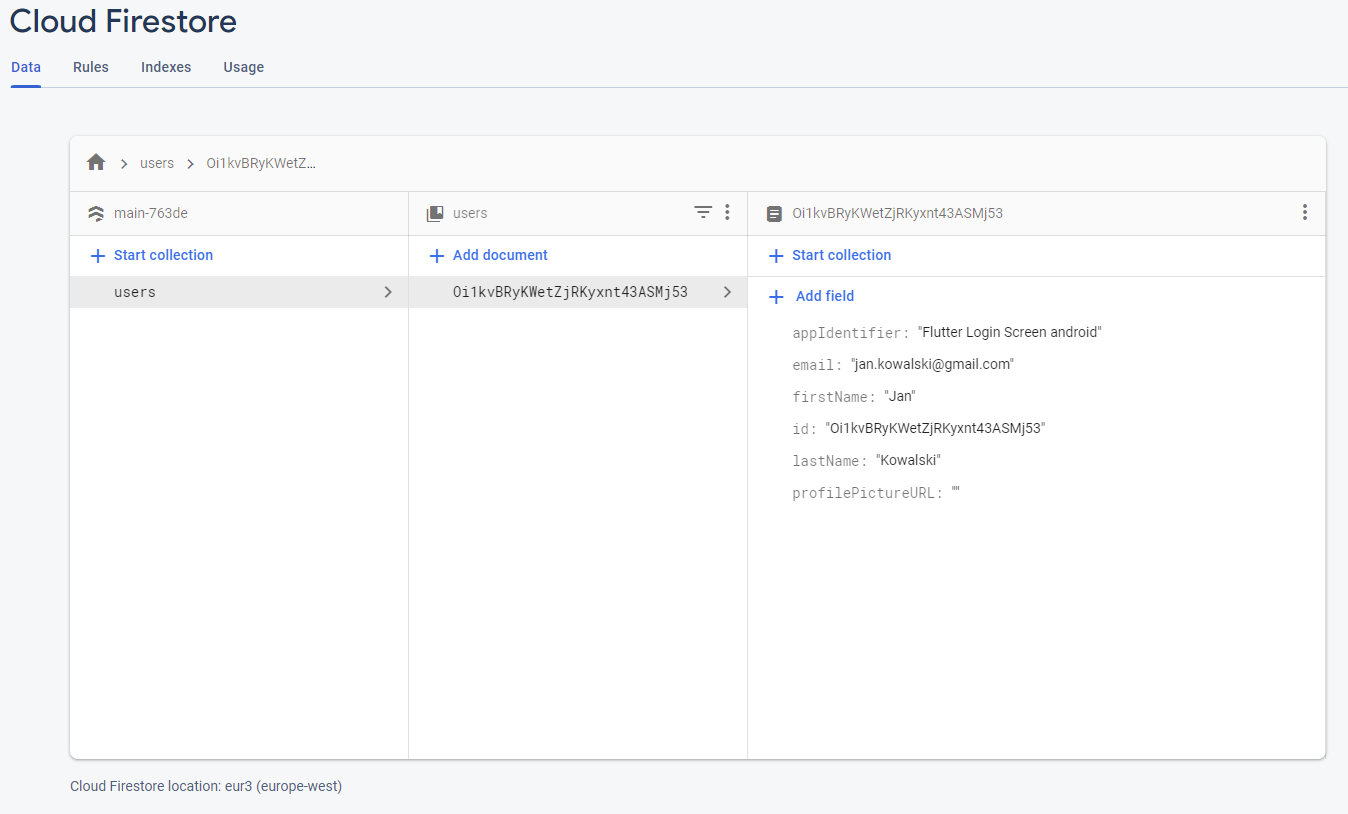 Cloud Firestore
Data Rules Indexes Usage
users Oi1kvBRyKWetZ...
main-763de
users
Oi1kvBRyKWetZjRKyxnt43ASMj53
Start collection
Add document
Start collection
users
Oi1kvBRyKWetZjRKyxnt43ASMj53
Add field
appIdentifier: "Flutter Login Screen android"
email: "jan.kowalski@gmail.com"
firstName: "Jan"
id: "Oi1kvBRyKWetZjRKyxnt43ASMj53"
lastName: "Kowalski"
profilePictureURL: ""
Cloud Firestore location: eur3 (europe-west)